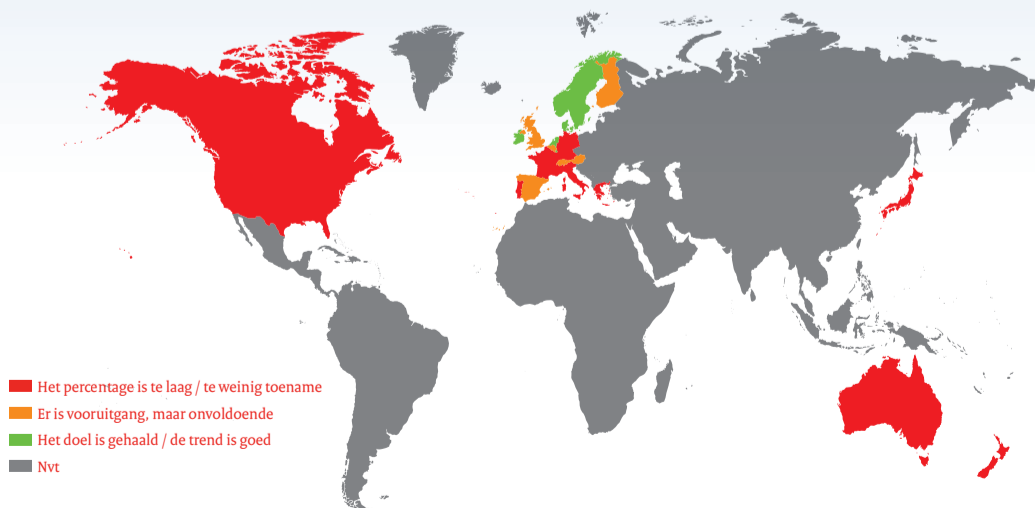 Het percentage is te laag / te weinig toename
Er is vooruitgang, maar onvoldoende
Het doel is gehaald / de trend is goed
Nvt